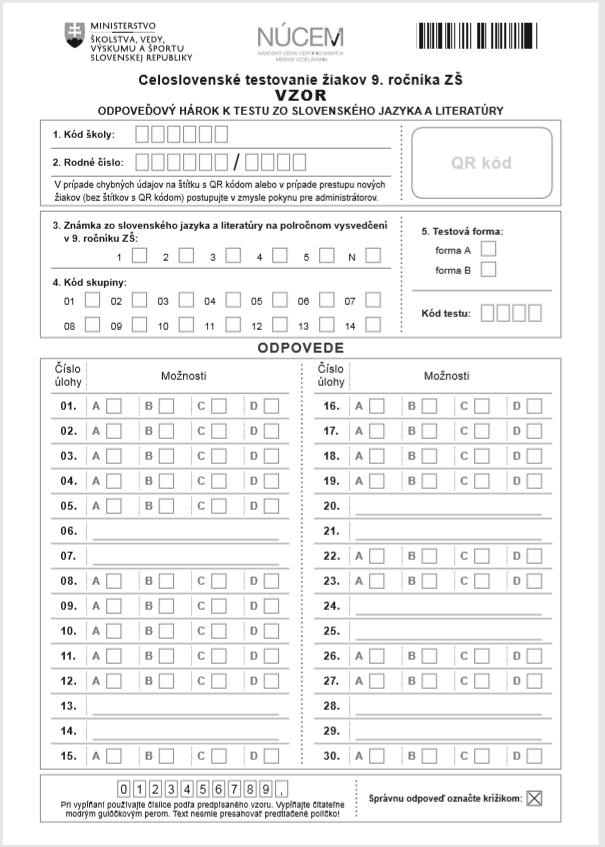 MINISTERSTVO
ŠKOLSTVA, VEDY,
VÝSKUMU A ŠPORTU
SLOVENSKEJ REPUBLIKY
NÚCEM
NÁRODNÝ ÚSTAV CERTIFIKOVANÝCH
MERANÍ VZDELÁVANIA
Celoslovenské testovanie žiakov 9. ročníka ZŠ
VZOR
ODPOVEĎOVÝ HÁROK K TESTU ZO SLOVENSKÉHO JAZYKA A LITERATÚRY
1. Kód školy:
2. Rodné číslo: /
V prípade chybných údajov na štítku s QR kódom alebo v prípade prestupu nových
žiakov (bez štítkov s QR kódom) postupujte v zmysle pokynu pre administrátorov.
QR kód
3. Známka zo slovenského jazyka a literatúry na polročnom vysvedčení
v 9. ročníku ZŠ:
1 2 3 4 5 N
4. Kód skupiny:
01 02 03 04 05 06 07
08 09 10 11 12 13 14
5. Testová forma:
forma A
forma B
Kód testu:
ODPOVEDE
Číslo
úlohy
Možnosti
01. A B C D
02. A B C D
03. A B C D
04. A B C D
05. A B C D
06.
07.
08. A B C D
09. A B C D
10. A B C D
11. A B C D
12. A B C D
13.
14.
15. A B C D
Číslo
úlohy
Možnosti
16. A B C D
17. A B C D
18. A B C D
19. A B C D
20.
21.
22. A B C D
23. A B C D
24.
25.
26. A B C D
27. A B C D
28.
29.
30. A B C D
0 1 2 3 4 5 6 7 8 9 ,
Pri vypĺňaní používajte číslice podľa predpísaného vzoru. Vypĺňajte čitateľne
modrým guľôčkovým perom. Text nesmie presahovať predtlačené políčko!
Správnu odpoveď označte krížikom: